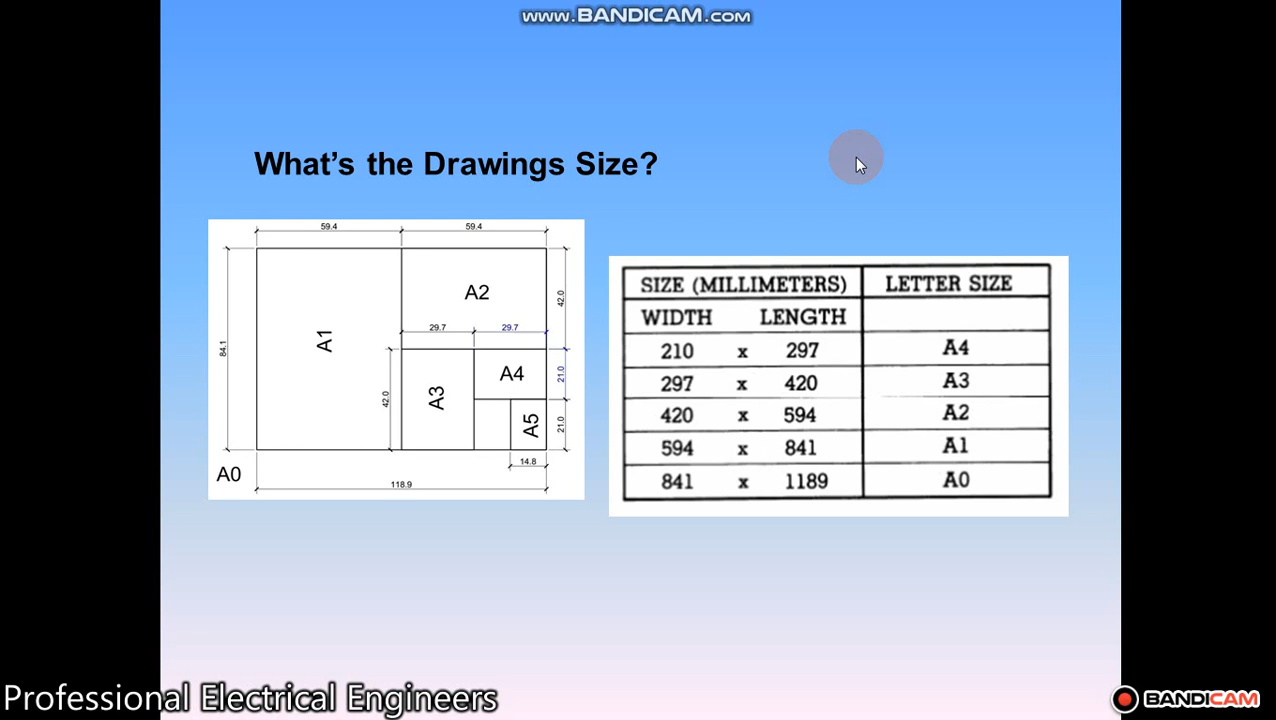 www.BANDICAM.com
What's the Drawings Size?
59.4 59.4
A2
42.0
29.7 29.7
84.1
A1
A4
21.0
42.0
A3
A5
21.0
14.8
A0
118.9
SIZE (MILLIMETERS) LETTER SIZE
WIDTH LENGTH
210 x 297 A4
297 x 420 A3
420 x 594 A2
594 x 841 A1
841 x 1189 A0
Professional Electrical Engineers
BANDICAM